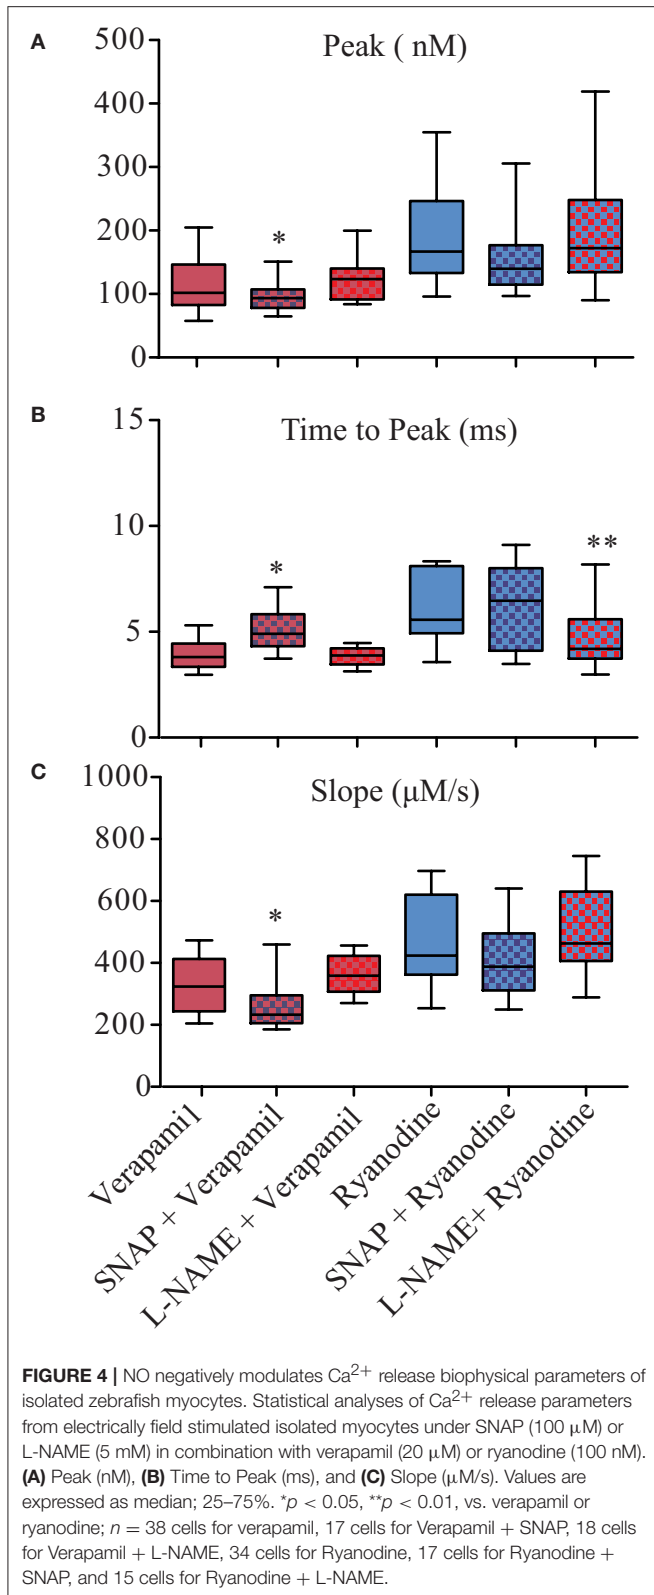 A
Peak ( nM)
500
400
300
200
100
0
*
B
Time to Peak (ms)
15
10
5
0
*
**
C
Slope (μM/s)
1000
800
600
400
200
0
*
Verapamil
SNAP + Verapamil
L-NAME + Verapamil
Ryanodine
SNAP + Ryanodine
L-NAME+ Ryanodine
FIGURE 4 | NO negatively modulates Ca²⁺ release biophysical parameters of
isolated zebrafish myocytes. Statistical analyses of Ca²⁺ release parameters
from electrically field stimulated isolated myocytes under SNAP (100 μM) or
L-NAME (5 mM) in combination with verapamil (20 μM) or ryanodine (100 nM).
(A) Peak (nM), (B) Time to Peak (ms), and (C) Slope (μM/s). Values are
expressed as median; 25–75%. *p < 0.05, **p < 0.01, vs. verapamil or
ryanodine; n = 38 cells for verapamil, 17 cells for Verapamil + SNAP, 18 cells
for Verapamil + L-NAME, 34 cells for Ryanodine, 17 cells for Ryanodine +
SNAP, and 15 cells for Ryanodine + L-NAME.